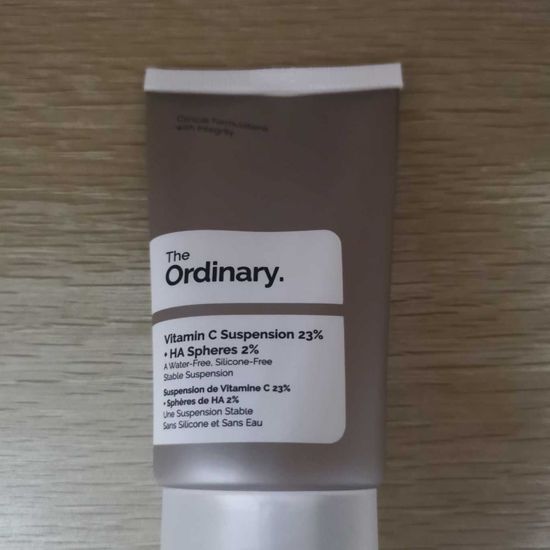 Clinical Formulations
with Integrity.
The
Ordinary.
Vitamin C Suspension 23%
+ HA Spheres 2%
A Water-Free, Silicone-Free
Stable Suspension
Suspension de Vitamine C 23%
+ Sphères de HA 2%
Une Suspension Stable
Sans Silicone et Sans Eau